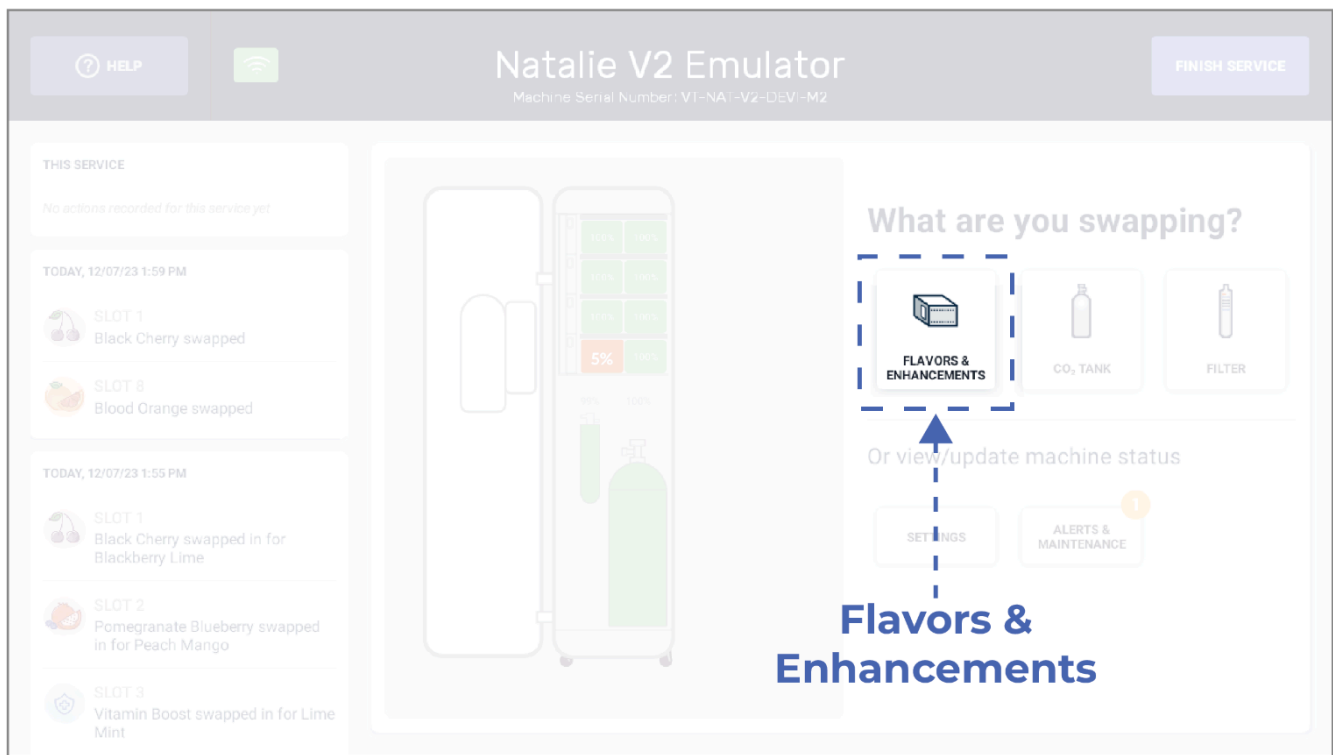 HELP
Natalie V2 Emulator
Machine Serial Number: VT-NAT-V2-DEVI-M2
FINISH SERVICE
THIS SERVICE
No actions recorded for this service yet
TODAY, 12/07/23 1:59 PM
SLOT 1
Black Cherry swapped
SLOT 8
Blood Orange swapped
TODAY, 12/07/23 1:55 PM
SLOT 1
Black Cherry swapped in for
Blackberry Lime
SLOT 2
Pomegranate Blueberry swapped
in for Peach Mango
SLOT 3
Vitamin Boost swapped in for Lime
Mint
100%
100%
100%
5% 100%
100%
What are you swapping?
FLAVORS &
ENHANCEMENTS
CO₂ TANK
FILTER
Or view/update machine status
SETTINGS
ALERTS &
MAINTENANCE
1
Flavors &
Enhancements